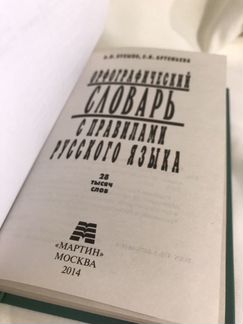 ОРФОГРАФИЧЕСКИЙ
СЛОВАРЬ
С ПРАВИЛАМИ
РУССКОГО ЯЗЫКА
28
ТЫСЯЧ
СЛОВ
«МАРТИН»
МОСКВА
2014